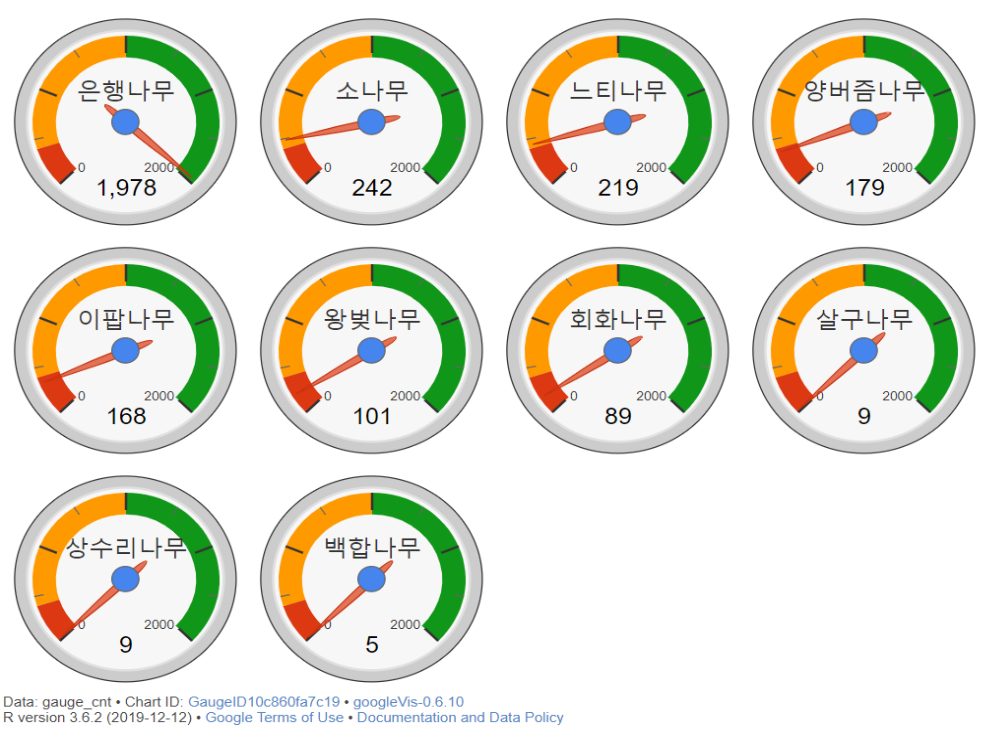 은행나무
0 2000
1,978
소나무
0 2000
242
느티나무
0 2000
219
양버즘나무
0 2000
179
이팝나무
0 2000
168
왕벚나무
0 2000
101
회화나무
0 2000
89
살구나무
0 2000
9
상수리나무
0 2000
9
백합나무
0 2000
5
Data: gauge_cnt • Chart ID: GaugeID10c860fa7c19 • googleVis-0.6.10
R version 3.6.2 (2019-12-12) • Google Terms of Use • Documentation and Data Policy